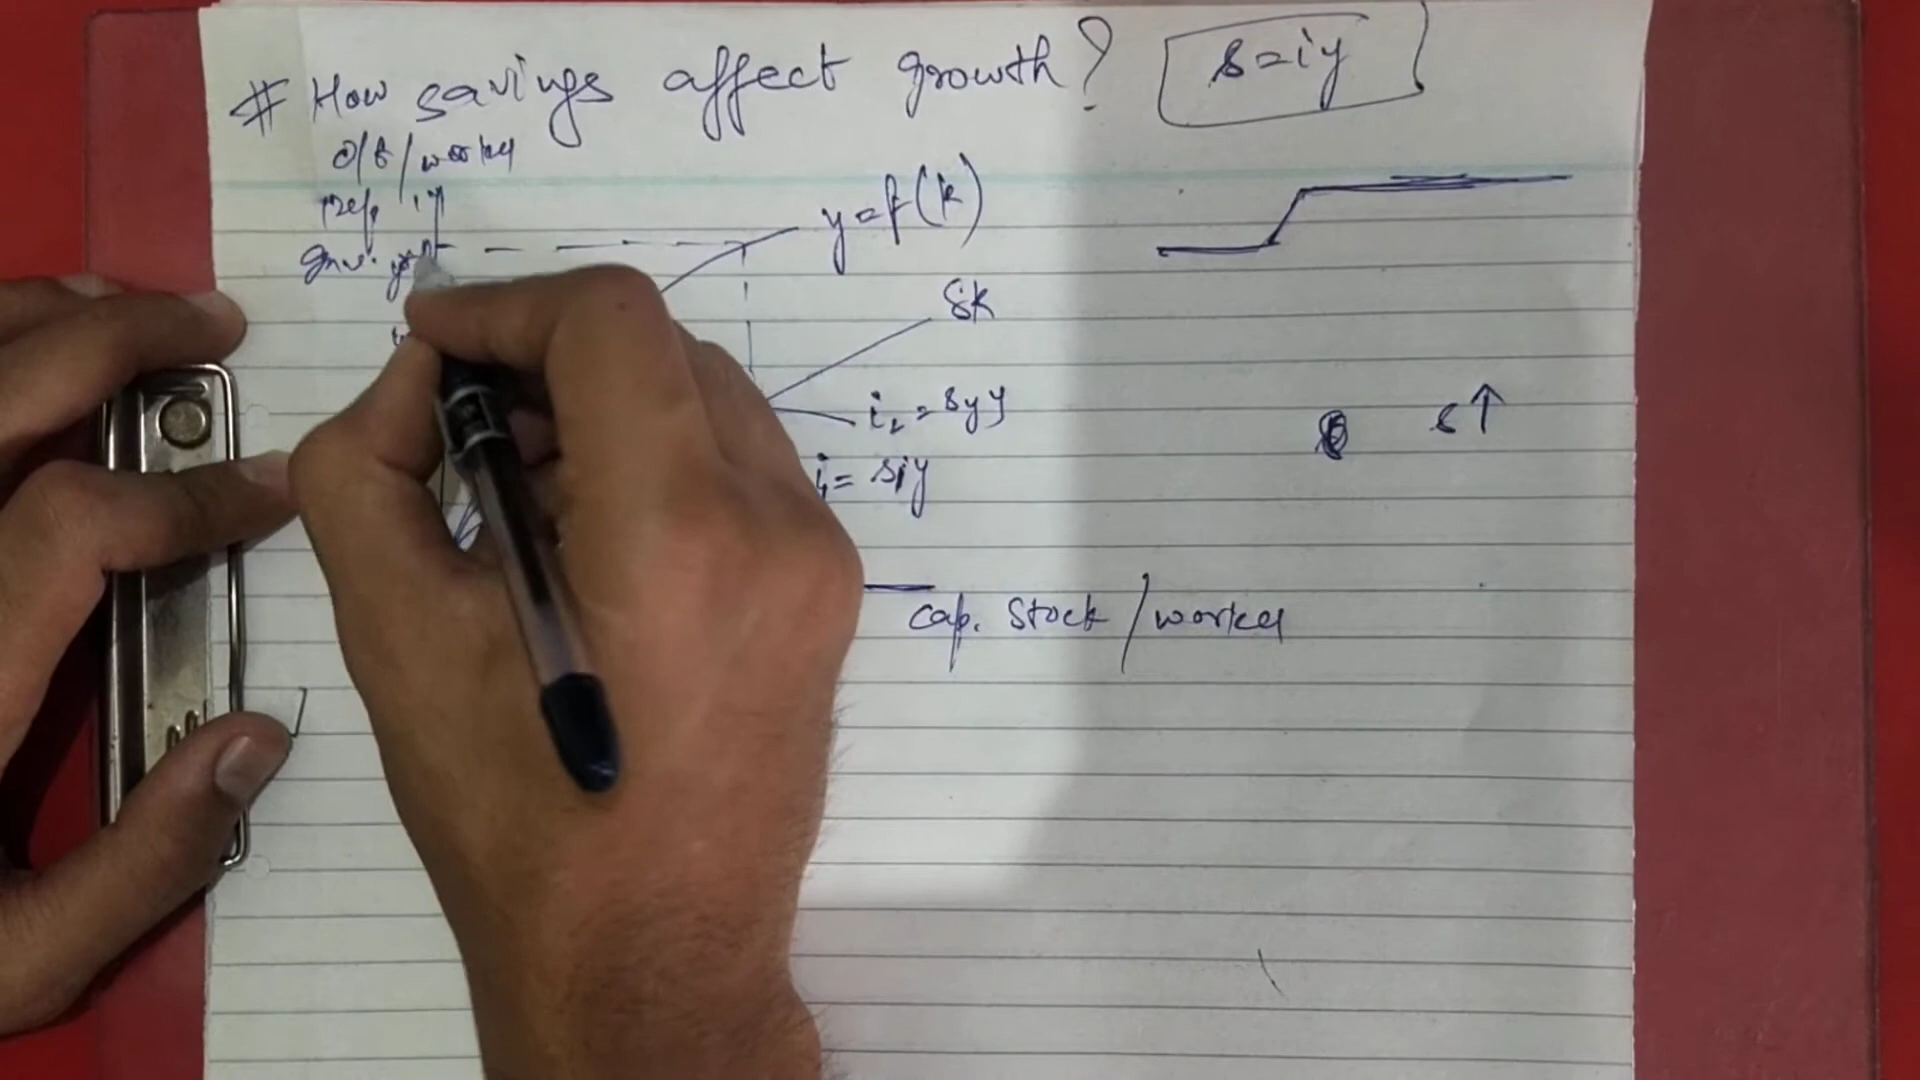 # How savings affect growth?
s=iy
O/t/worker
y=f(k)
δK
i₂ = s₂y
s↑
i₁= s₁y
Cap. Stock/worker